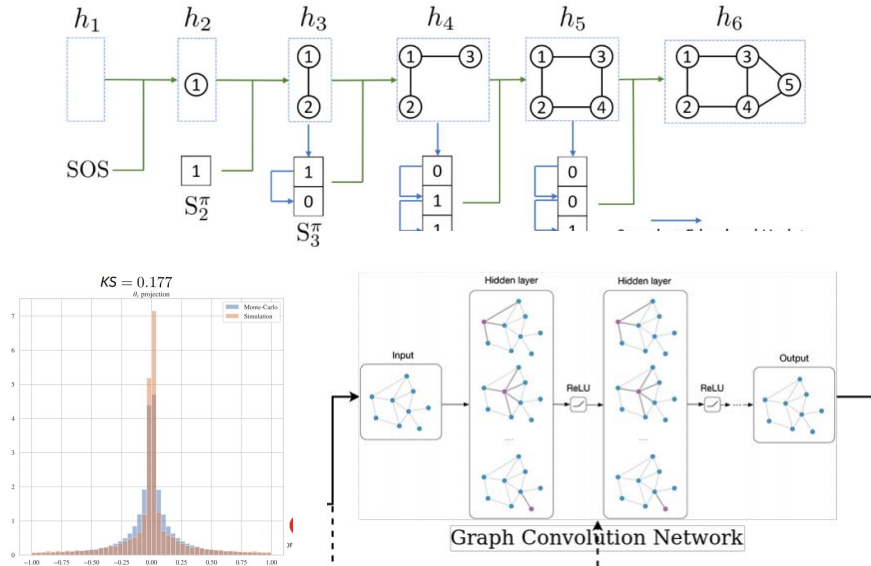 h₁ h₂ h₃ h₄ h₅ h₆
1 1 3 1 3 1 3
1 5
2 2 2 4 2 4
SOS 1 1 0 0
0 1 0
1 1
S₂^π S₃^π
KS = 0.177
θₓ projection
Monte-Carlo
Simulation
7
6
5
4
3
2
1
0
−1.00 −0.75 −0.50 −0.25 0.00 0.25 0.50 0.75 1.00
Hidden layer Hidden layer
Input Output
ReLU ReLU
...
... ...
Graph Convolution Network